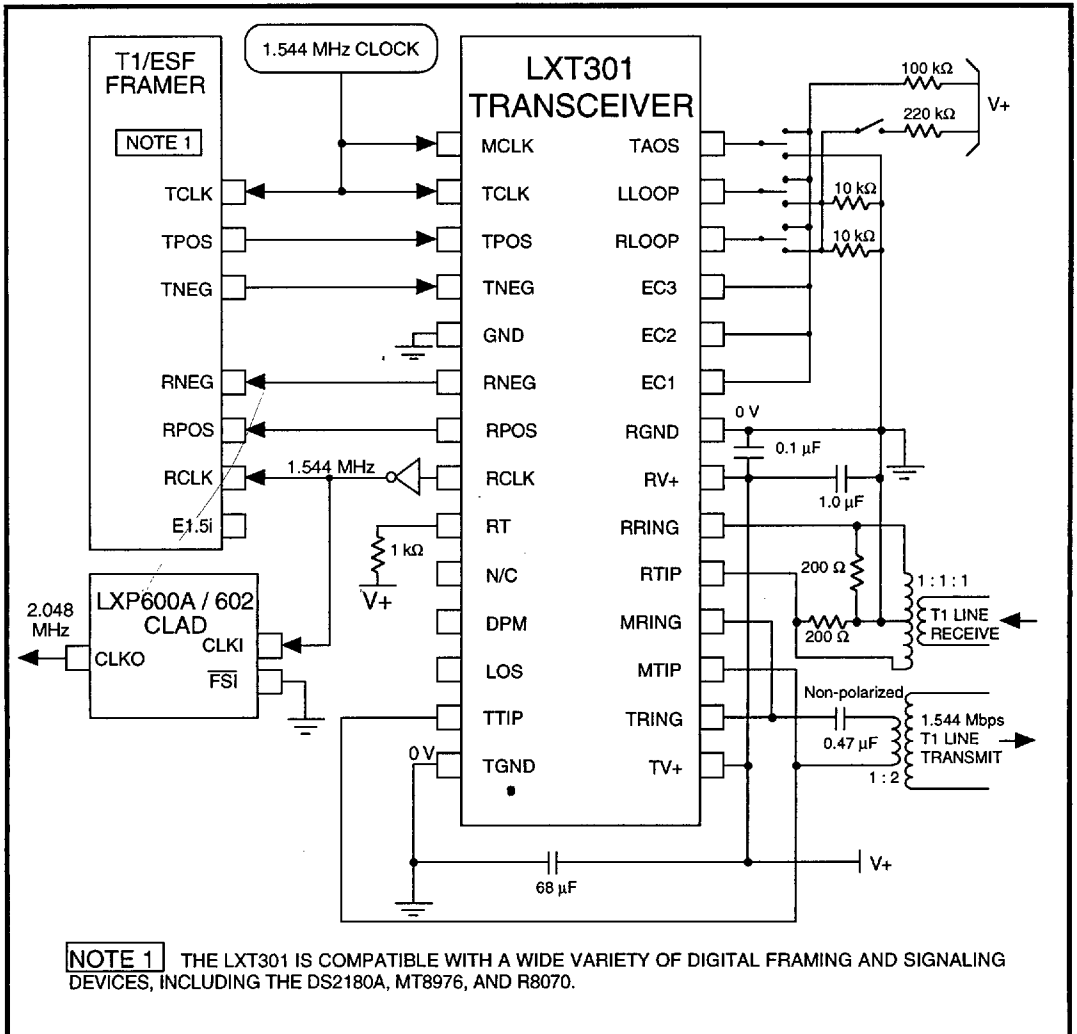 T1/ESF
FRAMER
NOTE 1
TCLK
TPOS
TNEG
RNEG
RPOS
RCLK
E1.5i
1.544 MHz CLOCK
1.544 MHz
1 kΩ
V+
LXP600A / 602
CLAD
CLKI
CLKO
FSI
2.048
MHz
LXT301
TRANSCEIVER
MCLK
TCLK
TPOS
TNEG
GND
RNEG
RPOS
RCLK
RT
N/C
DPM
LOS
TTIP
TGND
0 V
TAOS
LLOOP
RLOOP
EC3
EC2
EC1
RGND
RV+
RRING
RTIP
MRING
MTIP
TRING
TV+
100 kΩ
220 kΩ
V+
10 kΩ
10 kΩ
0 V
0.1 µF
1.0 µF
200 Ω
200 Ω
1 : 1 : 1
T1 LINE
RECEIVE
Non-polarized
0.47 µF
1.544 Mbps
T1 LINE
TRANSMIT
1 : 2
68 µF
V+
NOTE 1 THE LXT301 IS COMPATIBLE WITH A WIDE VARIETY OF DIGITAL FRAMING AND SIGNALING
DEVICES, INCLUDING THE DS2180A, MT8976, AND R8070.